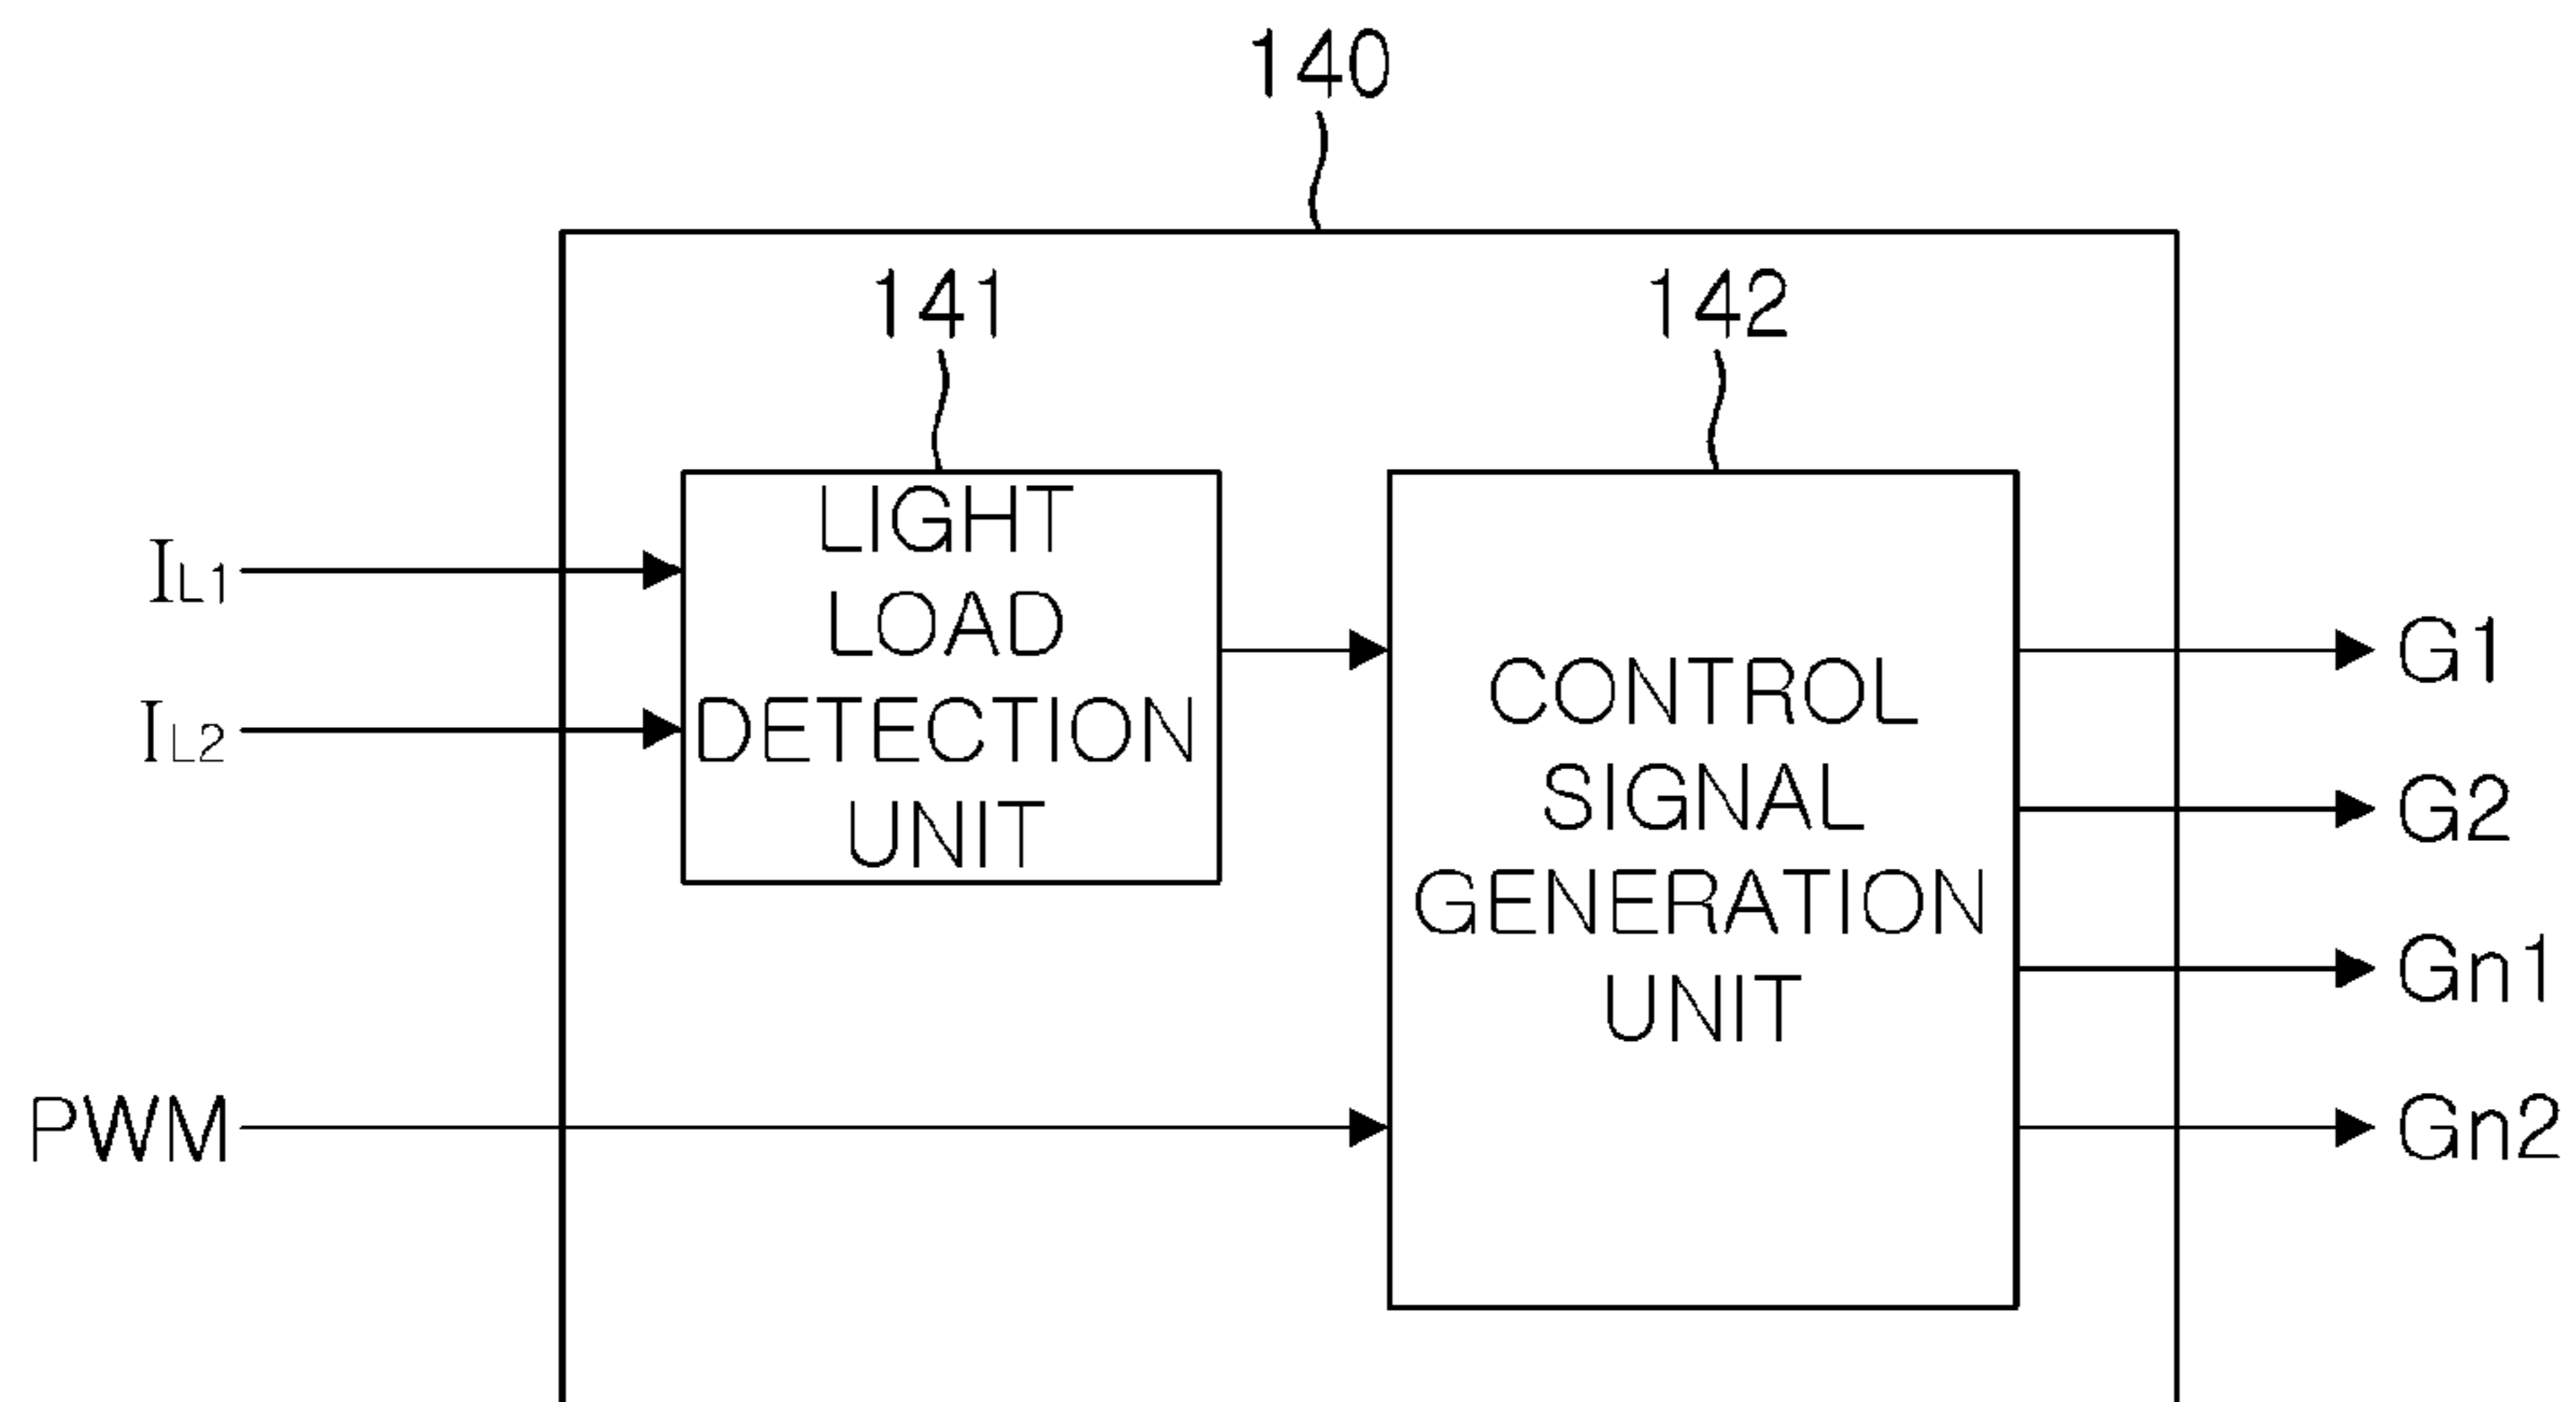 140
141
142
LIGHT
LOAD
DETECTION
UNIT
CONTROL
SIGNAL
GENERATION
UNIT
IL1
IL2
PWM
G1
G2
Gn1
Gn2